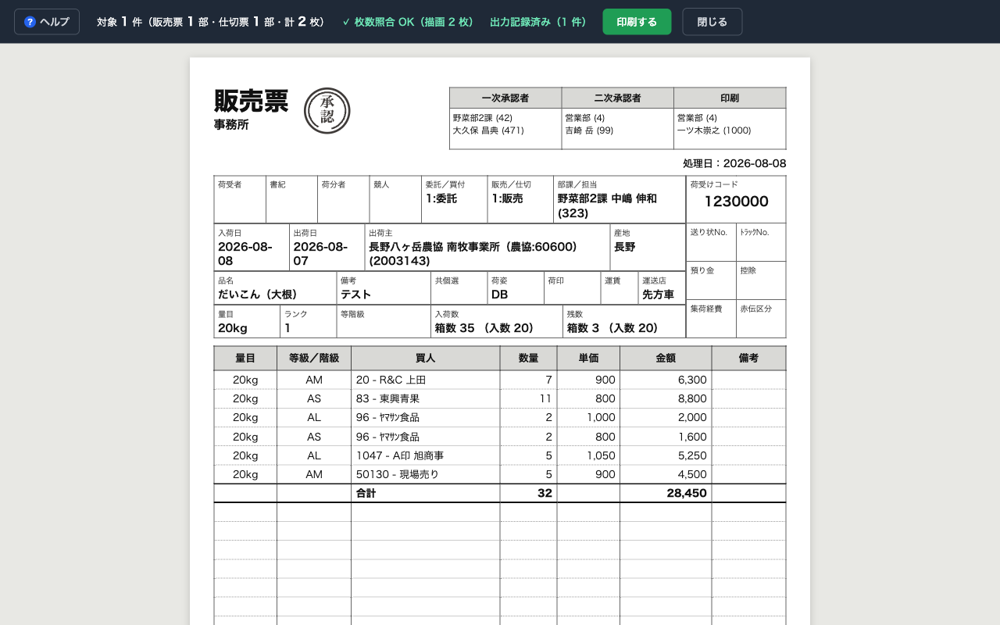 ? ヘルプ 対象 1 件（販売票 1 部・仕切票 1 部・計 2 枚） ✓ 枚数照合 OK（描画 2 枚） 出力記録済み（1 件） 印刷する 閉じる
販売票
事務所
承認
一次承認者 二次承認者 印刷
野菜部2課 (42) 営業部 (4) 営業部 (4)
大久保 昌典 (471) 吉崎 岳 (99) 一ツ木崇之 (1000)
処理日：2026-08-08
荷受者 書紀 荷分者 競人 委託／買付 販売／仕切 部課／担当 荷受けコード
1:委託 1:販売 野菜部2課 中嶋 伸和 1230000
(323)
入荷日 出荷日 出荷主 産地 送り状No. ﾄﾗｯｸNo.
2026-08- 2026-08- 長野八ヶ岳農協 南牧事業所（農協:60600） 長野
08 07 (2003143)
預り金 控除
品名 備考 共個選 荷姿 荷印 運賃 運送店
だいこん（大根） テスト DB 先方車
集荷経費 赤伝区分
量目 ランク 等階級 入荷数 残数
20kg 1 箱数 35 （入数 20） 箱数 3 （入数 20）
量目 等級／階級 買人 数量 単価 金額 備考
20kg AM 20 - R&C 上田 7 900 6,300
20kg AS 83 - 東興青果 11 800 8,800
20kg AL 96 - ﾔﾏｻﾝ食品 2 1,000 2,000
20kg AS 96 - ﾔﾏｻﾝ食品 2 800 1,600
20kg AL 1047 - A印 旭商事 5 1,050 5,250
20kg AM 50130 - 現場売り 5 900 4,500
合計 32 28,450